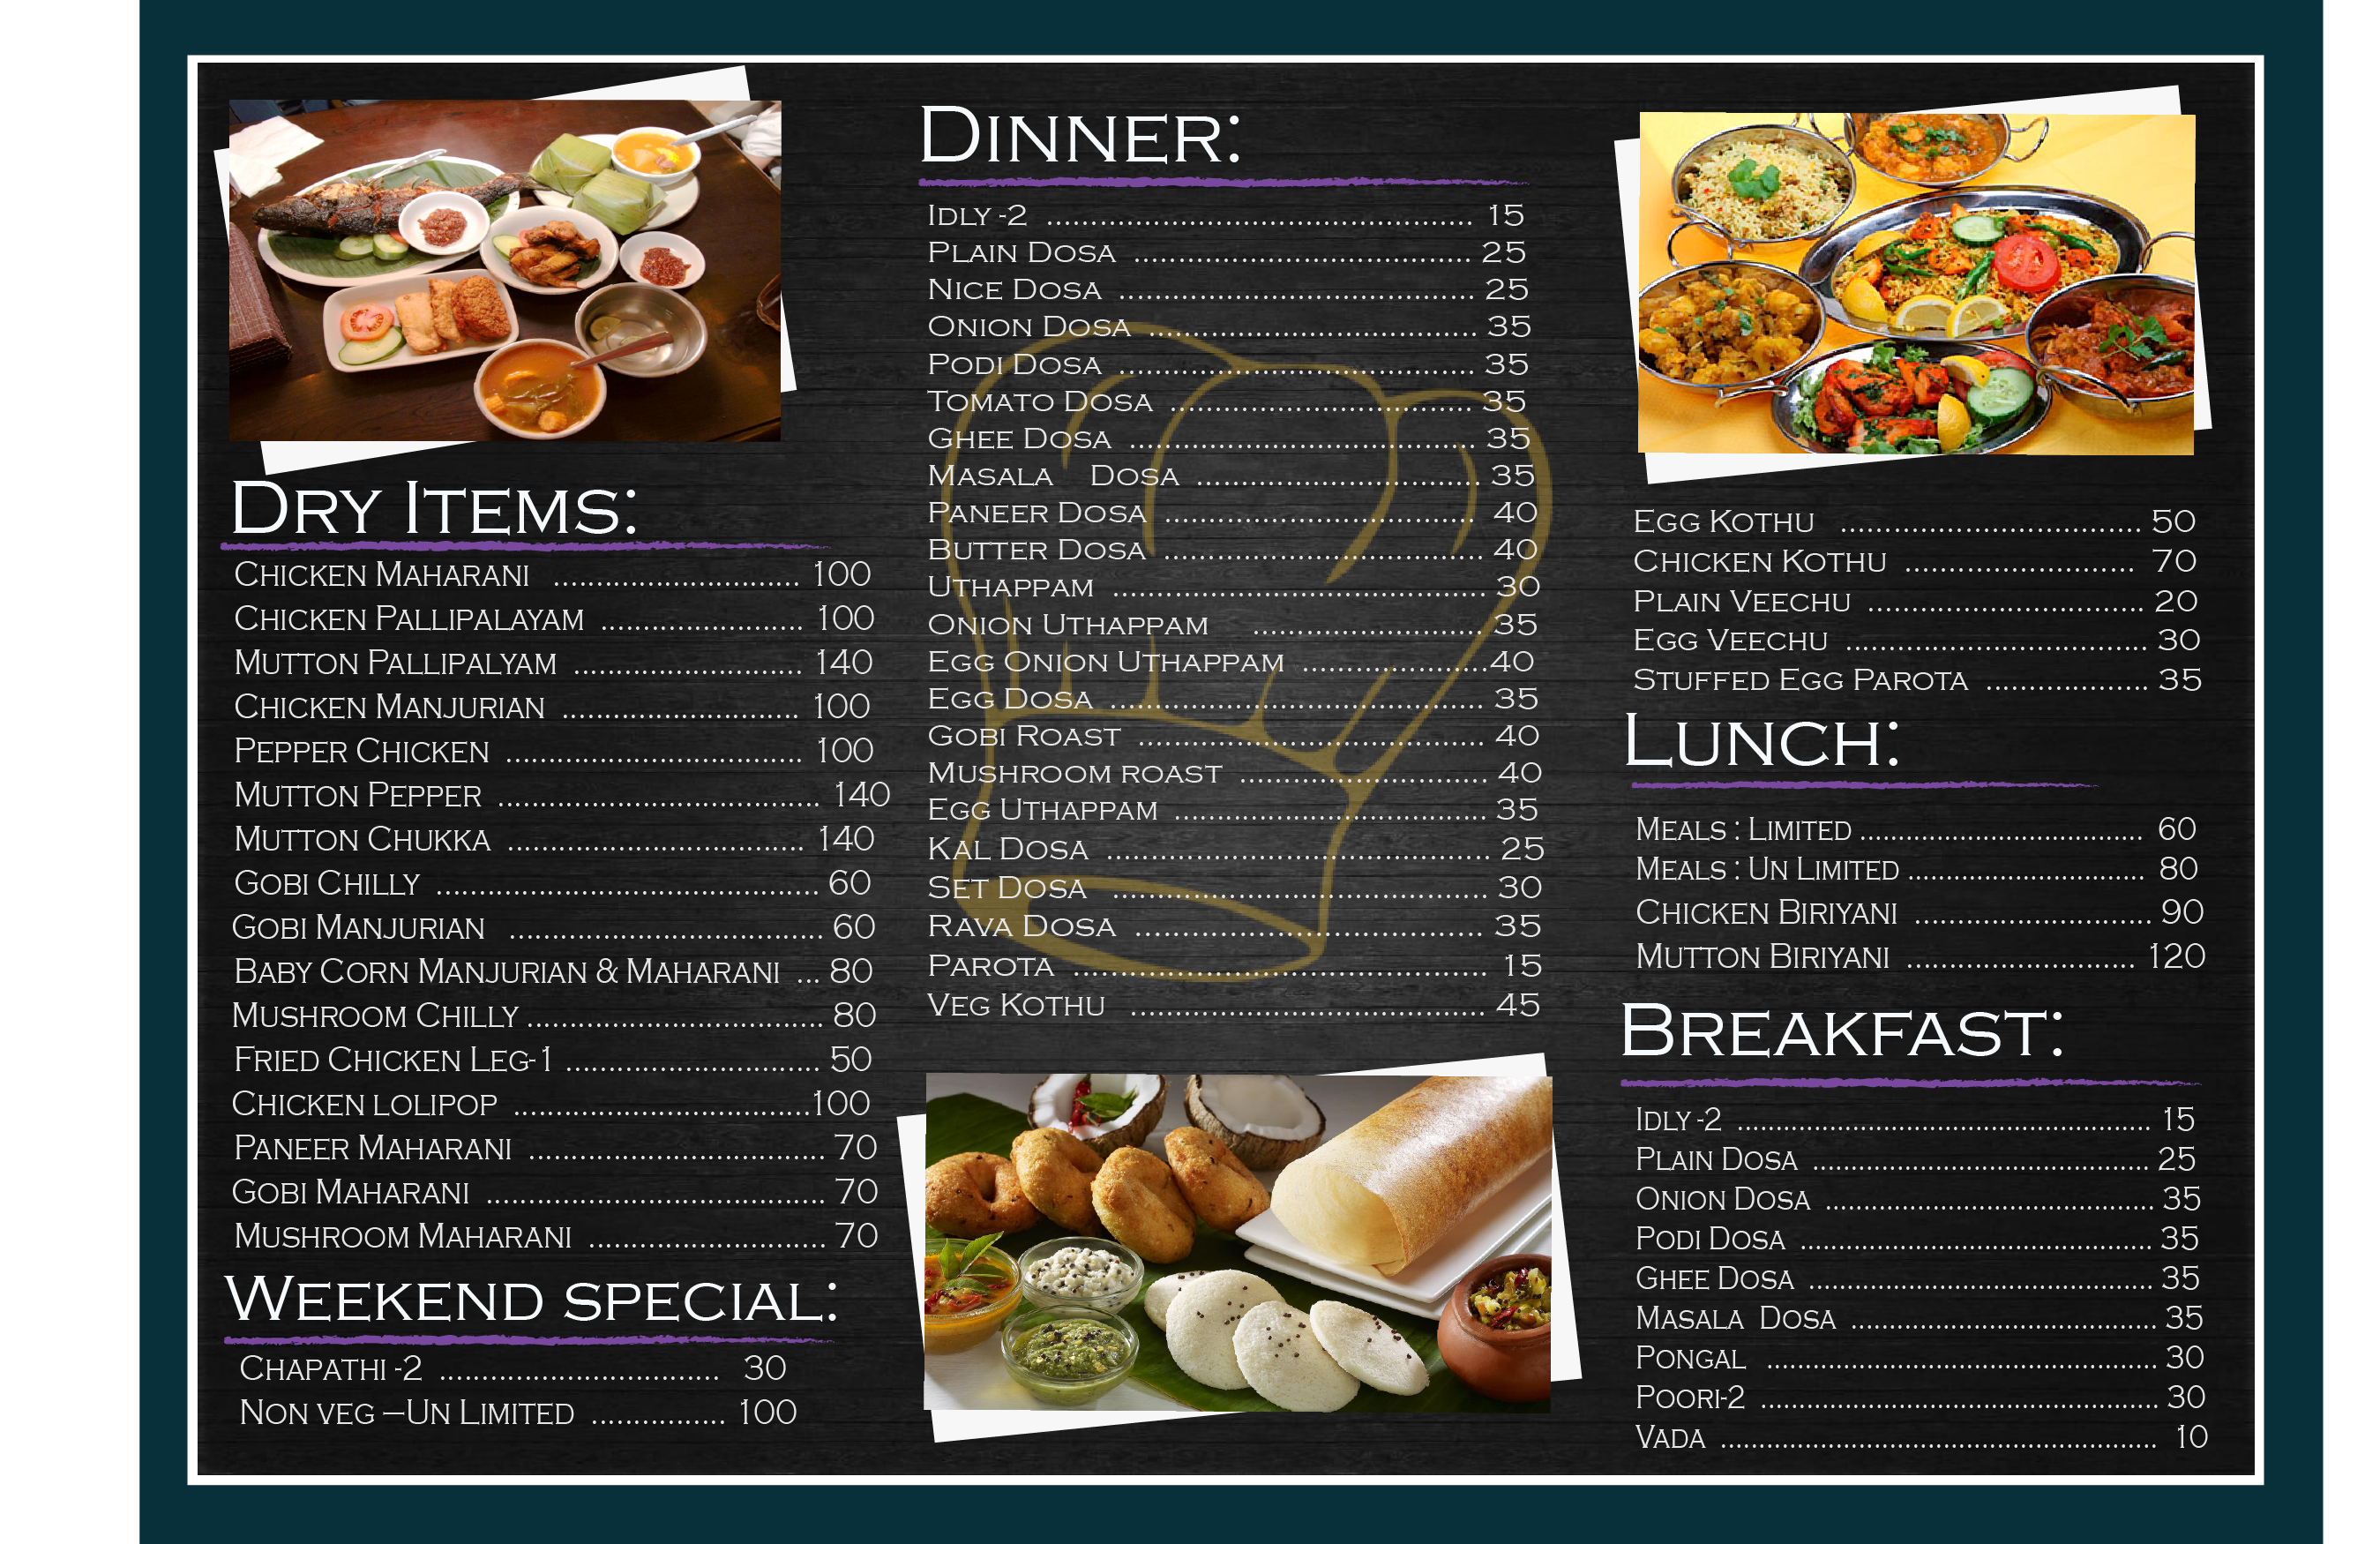 Dry Items:
Chicken Maharani ............................. 100
Chicken Pallipalayam ........................ 100
Mutton Pallipalyam ........................... 140
Chicken Manjurian ............................ 100
Pepper Chicken ................................... 100
Mutton Pepper ...................................... 140
Mutton Chukka ................................... 140
Gobi Chilly ............................................. 60
Gobi Manjurian ..................................... 60
Baby Corn Manjurian & Maharani ... 80
Mushroom Chilly ................................... 80
Fried Chicken Leg-1 .............................. 50
Chicken lolipop ...................................100
Paneer Maharani ................................... 70
Gobi Maharani ........................................ 70
Mushroom Maharani ............................ 70
Weekend special:
Chapathi -2 ................................. 30
Non veg –Un Limited ................ 100
Dinner:
Idly -2 ................................................ 15
Plain Dosa ...................................... 25
Nice Dosa ........................................ 25
Onion Dosa ..................................... 35
Podi Dosa ........................................ 35
Tomato Dosa .................................. 35
Ghee Dosa ....................................... 35
Masala Dosa ................................ 35
Paneer Dosa ................................... 40
Butter Dosa .................................... 40
Uthappam .......................................... 30
Onion Uthappam .......................... 35
Egg Onion Uthappam .....................40
Egg Dosa .......................................... 35
Gobi Roast ....................................... 40
Mushroom roast ............................ 40
Egg Uthappam ................................... 35
Kal Dosa ........................................... 25
Set Dosa .......................................... 30
Rava Dosa ....................................... 35
Parota .............................................. 15
Veg Kothu ........................................ 45
Egg Kothu .................................. 50
Chicken Kothu .......................... 70
Plain Veechu ............................... 20
Egg Veechu .................................. 30
Stuffed Egg Parota ................... 35
Lunch:
Meals : Limited ..................................... 60
Meals : Un Limited ............................... 80
Chicken Biriyani ............................ 90
Mutton Biriyani ........................... 120
Breakfast:
Idly -2 ...................................................... 15
Plain Dosa ............................................ 25
Onion Dosa ........................................... 35
Podi Dosa .............................................. 35
Ghee Dosa ............................................. 35
Masala Dosa ........................................ 35
Pongal ................................................... 30
Poori-2 .................................................... 30
Vada ......................................................... 10